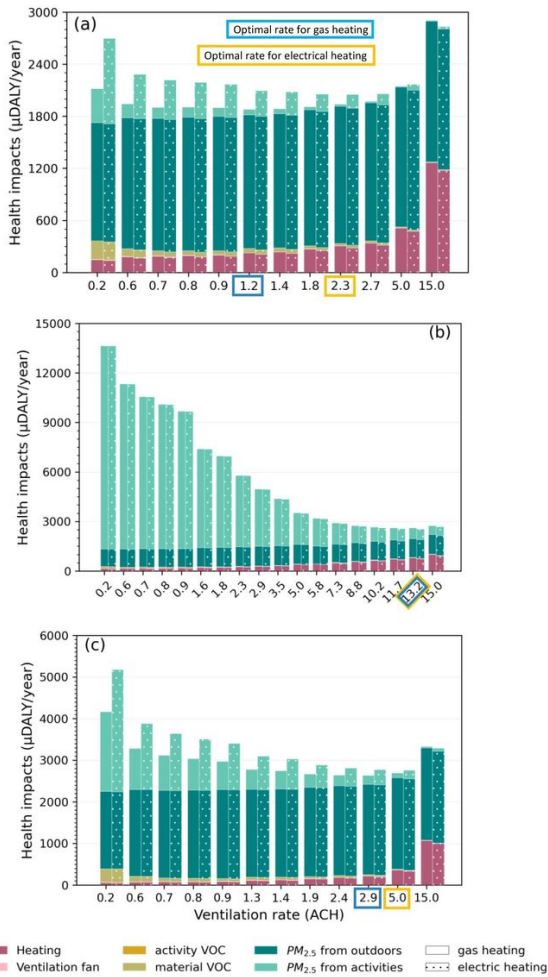 (a)
Optimal rate for gas heating
Optimal rate for electrical heating
Health impacts (μDALY/year)
3000
2400
1800
1200
600
0
0.2 0.6 0.7 0.8 0.9 1.2 1.4 1.8 2.3 2.7 5.0 15.0
(b)
Health impacts (μDALY/year)
15000
12000
9000
6000
3000
0
0.2 0.6 0.7 0.8 0.9 1.6 1.8 2.3 2.9 3.5 5.0 5.8 7.3 8.8 10.2 11.7 13.2 15.0
(c)
Health impacts (μDALY/year)
6000
5000
4000
3000
2000
1000
0
0.2 0.6 0.7 0.8 0.9 1.3 1.4 1.9 2.4 2.9 5.0 15.0
Ventilation rate (ACH)
Heating activity VOC PM2.5 from outdoors gas heating
Ventilation fan material VOC PM2.5 from activities electric heating